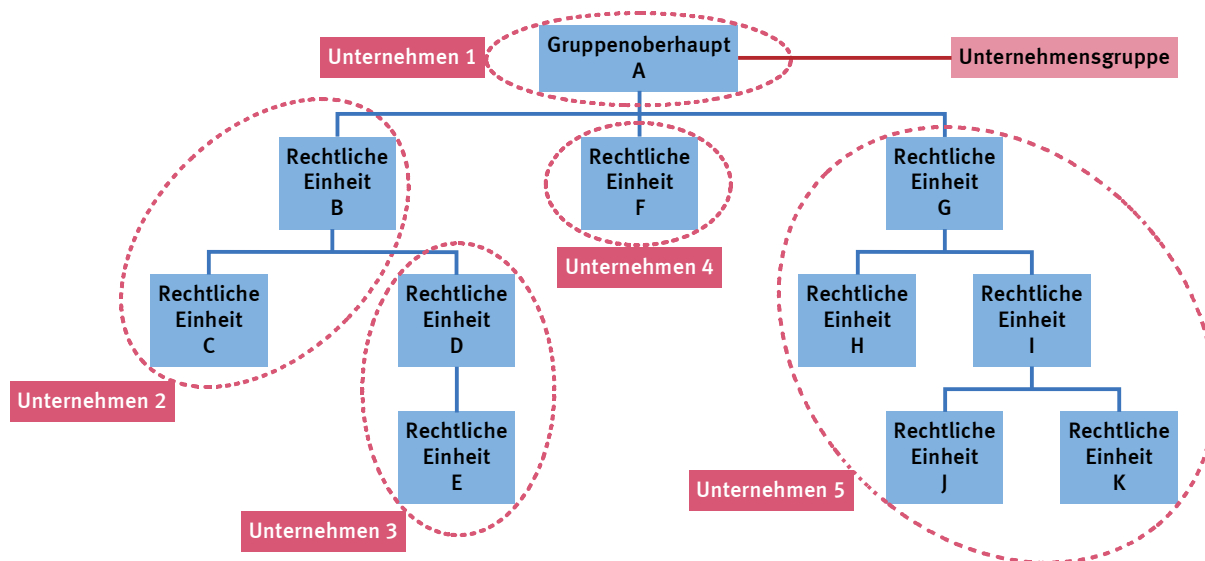 Gruppenoberhaupt
A
Unternehmen 1
Unternehmensgruppe
Rechtliche
Einheit
B
Rechtliche
Einheit
F
Rechtliche
Einheit
G
Unternehmen 4
Rechtliche
Einheit
C
Rechtliche
Einheit
D
Rechtliche
Einheit
H
Rechtliche
Einheit
I
Unternehmen 2
Rechtliche
Einheit
E
Rechtliche
Einheit
J
Rechtliche
Einheit
K
Unternehmen 5
Unternehmen 3